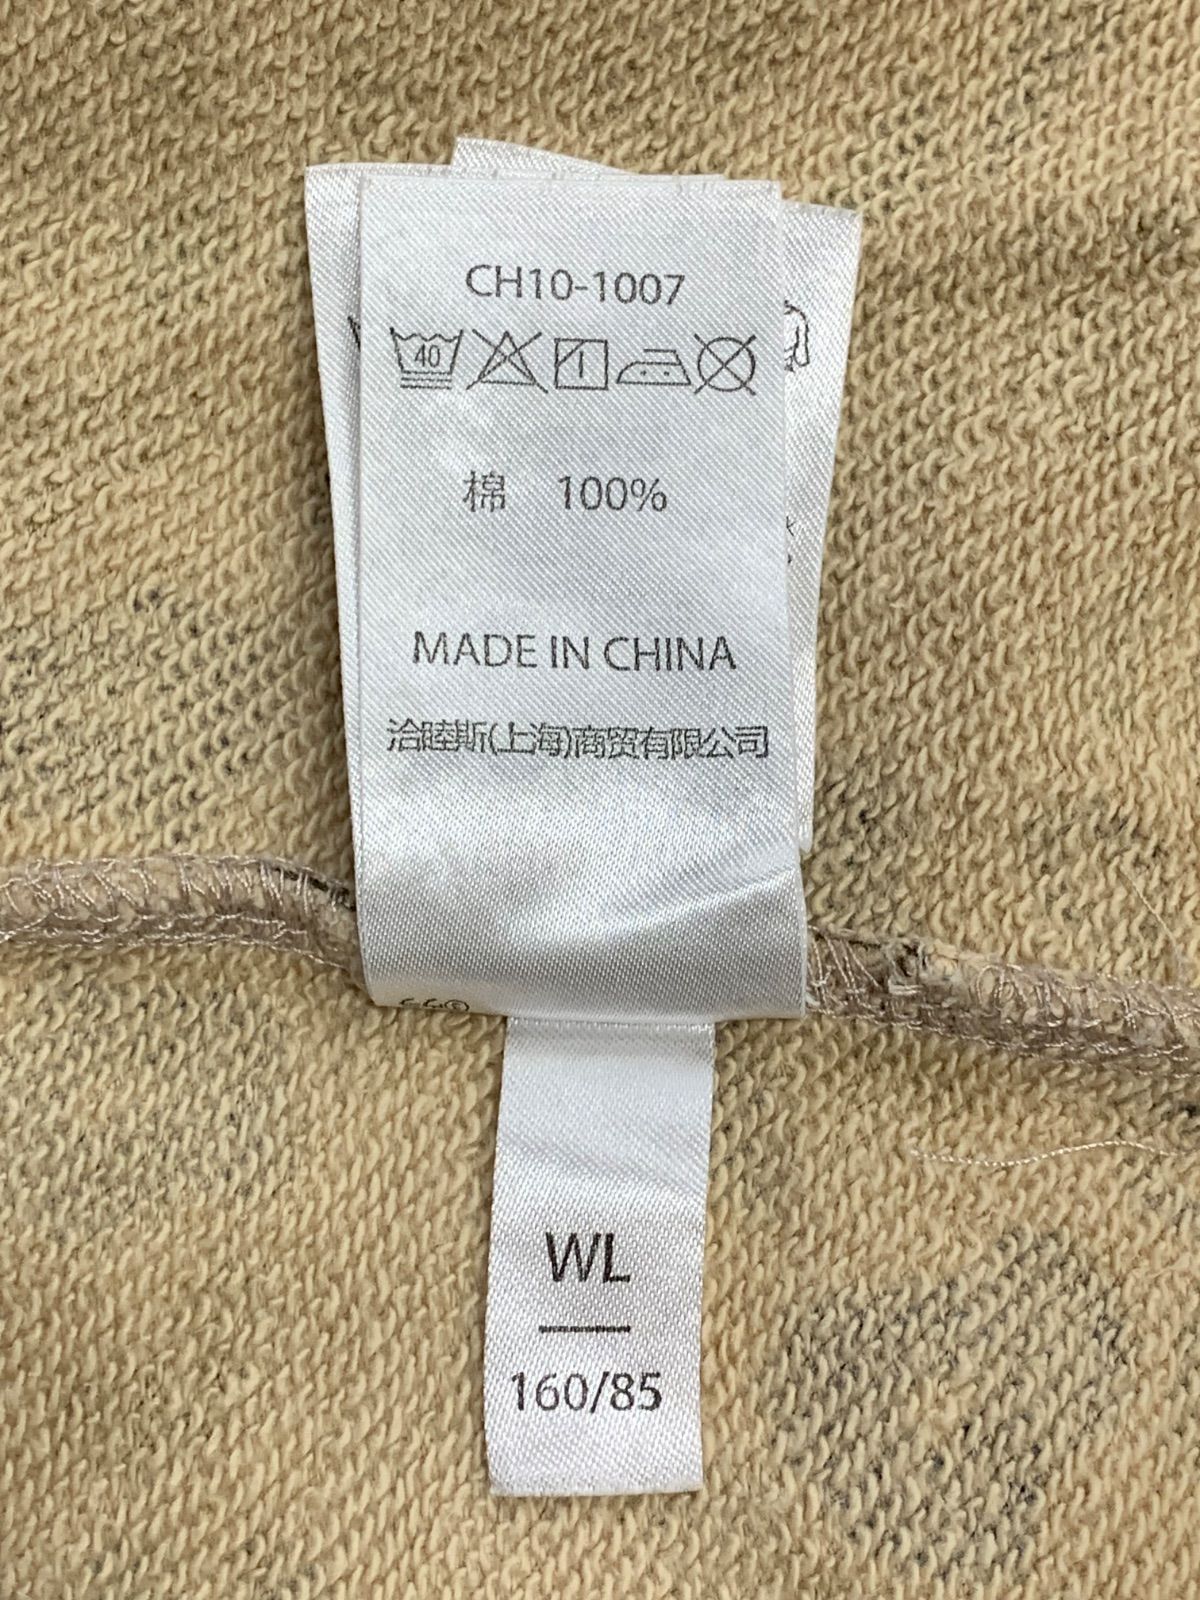 CH10-1007
40
棉 100%
MADE IN CHINA
洽睦斯(上海)商贸有限公司
WL
160/85